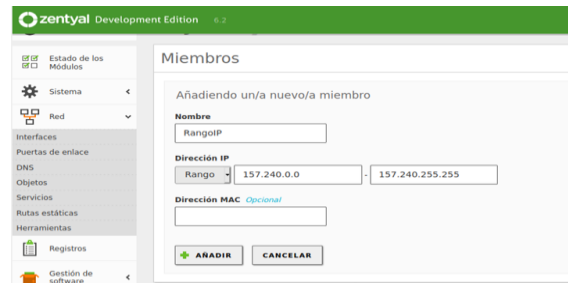 zentyal Development Edition 6.2
Estado de los
Módulos
Sistema
Red
Interfaces
Puertas de enlace
DNS
Objetos
Servicios
Rutas estáticas
Herramientas
Registros
Gestión de
software
Miembros
Añadiendo un/a nuevo/a miembro
Nombre
RangoIP
Dirección IP
Rango 157.240.0.0 - 157.240.255.255
Dirección MAC Opcional
+ AÑADIR CANCELAR